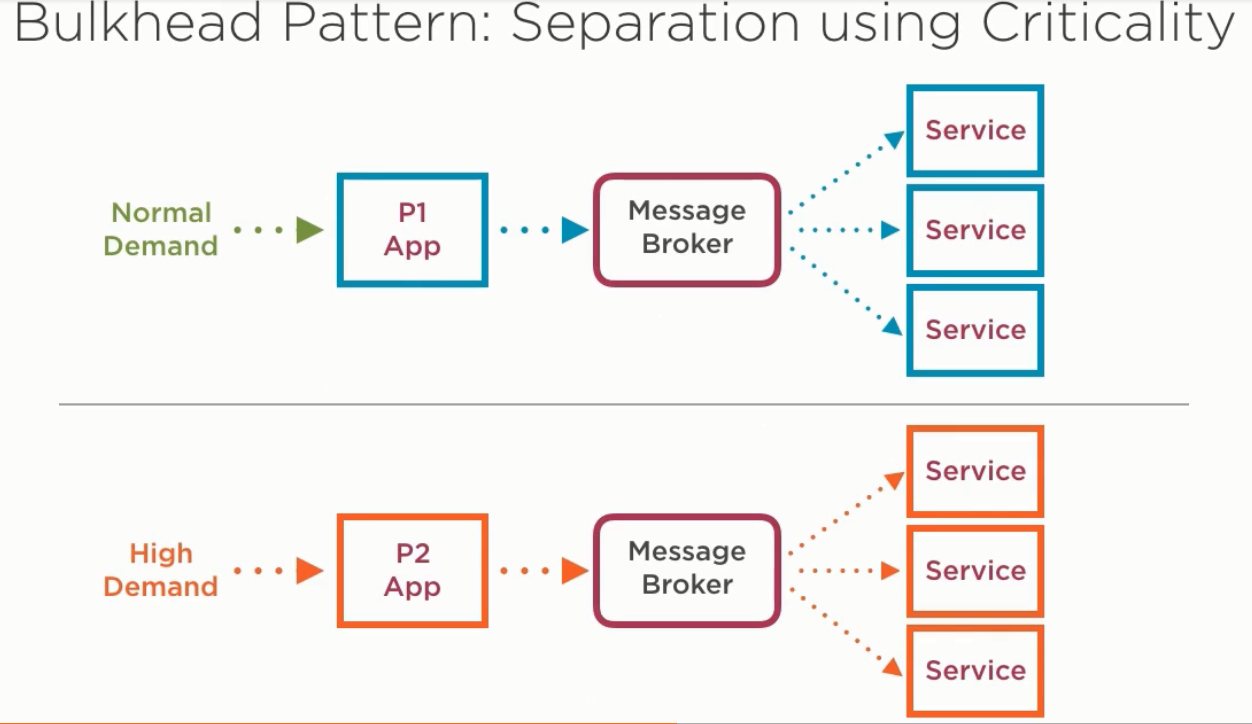 Bulkhead Pattern: Separation using Criticality
Normal
Demand
P1
App
Message
Broker
Service
Service
Service
High
Demand
P2
App
Message
Broker
Service
Service
Service